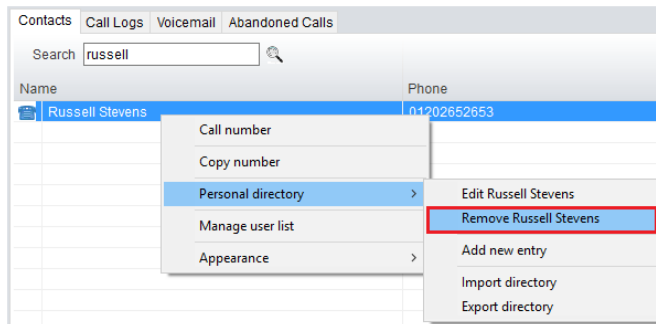 Contacts Call Logs Voicemail Abandoned Calls
Search russell
Name Phone
Russell Stevens 01202652653
Call number
Copy number
Personal directory
Manage user list
Appearance
Edit Russell Stevens
Remove Russell Stevens
Add new entry
Import directory
Export directory